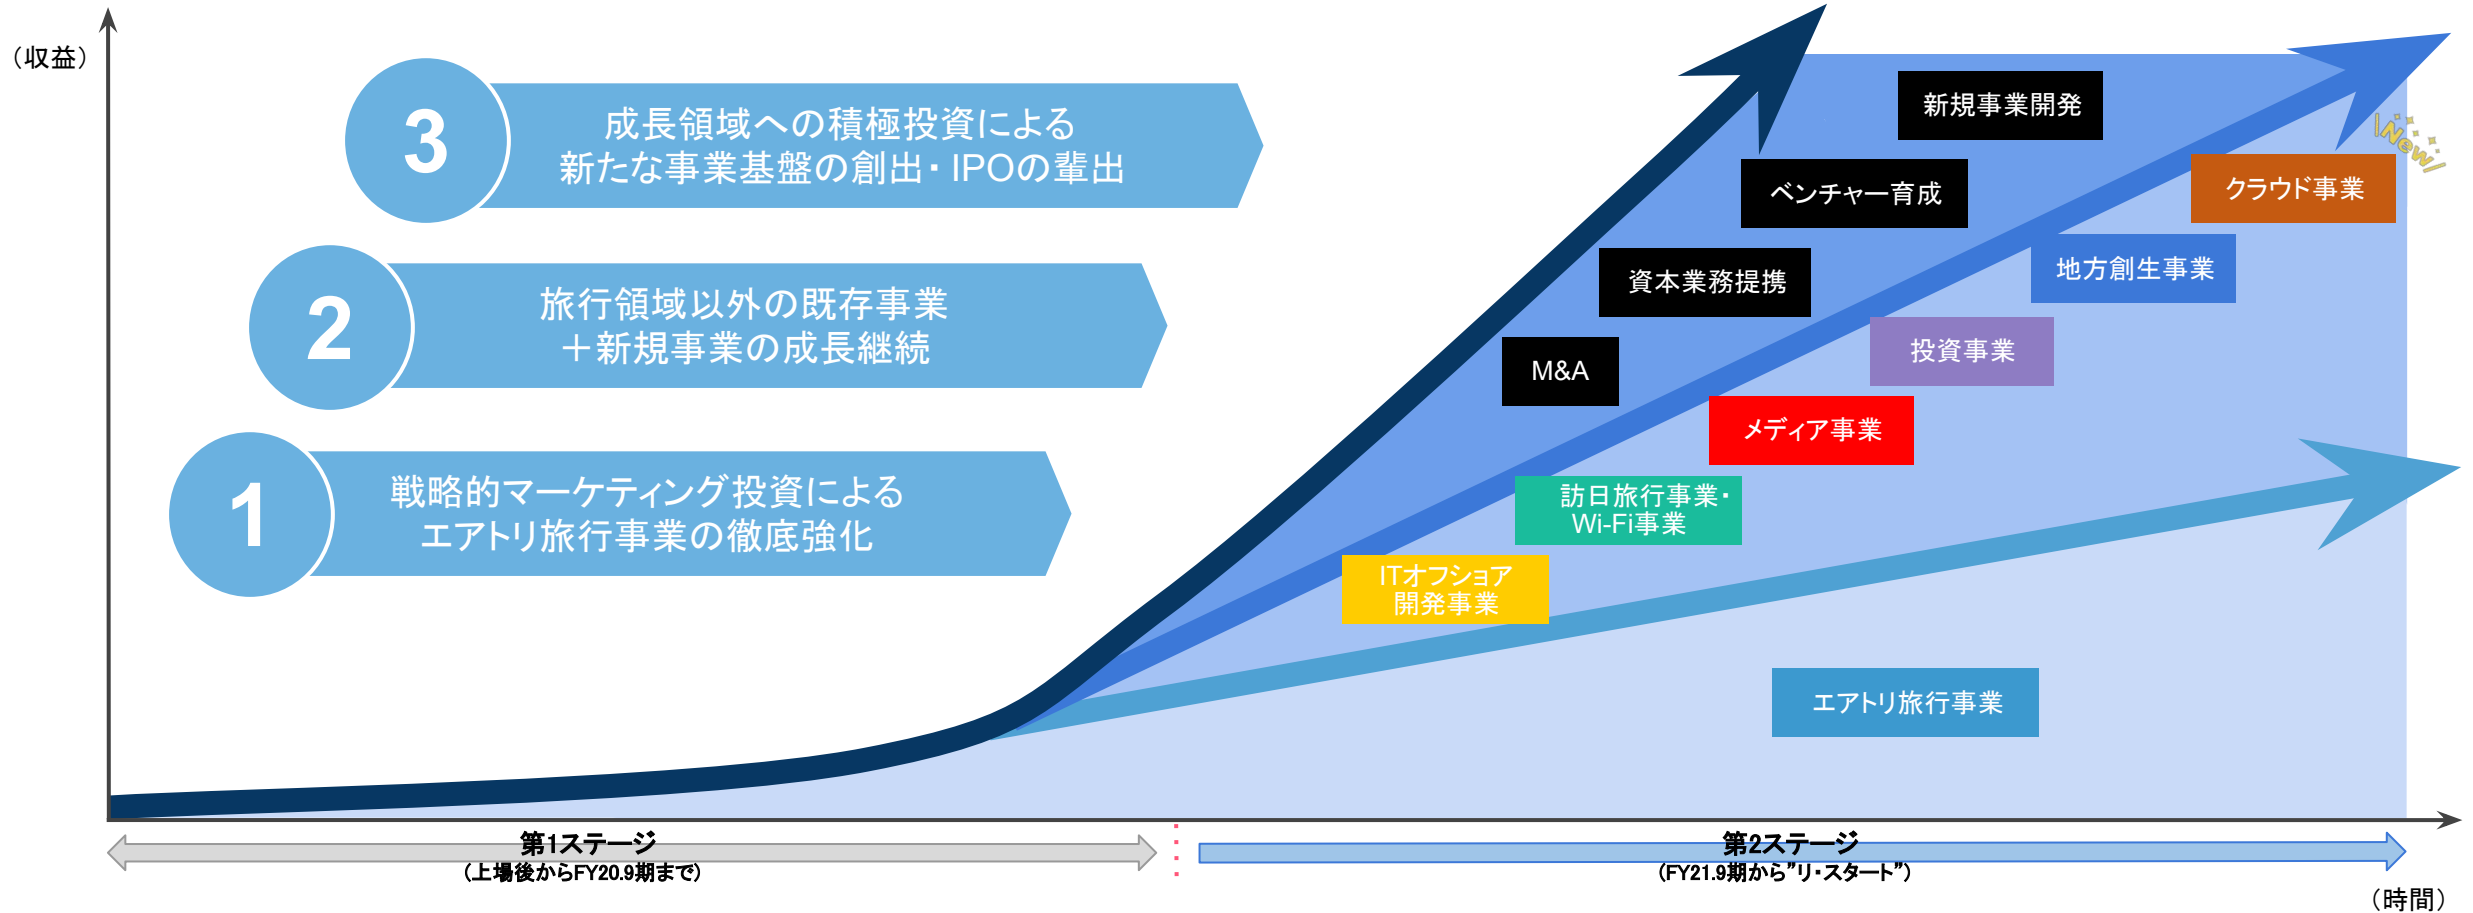 （収益）
3
成長領域への積極投資による
新たな事業基盤の創出・IPOの輩出
2
旅行領域以外の既存事業
＋新規事業の成長継続
1
戦略的マーケティング投資による
エアトリ旅行事業の徹底強化
新規事業開発
ベンチャー育成
資本業務提携
M&A
New
クラウド事業
地方創生事業
投資事業
メディア事業
訪日旅行事業・
Wi-Fi事業
ITオフショア
開発事業
エアトリ旅行事業
第1ステージ
（上場後からFY20.9期まで）
第2ステージ
（FY21.9期から”リ・スタート”）
（時間）